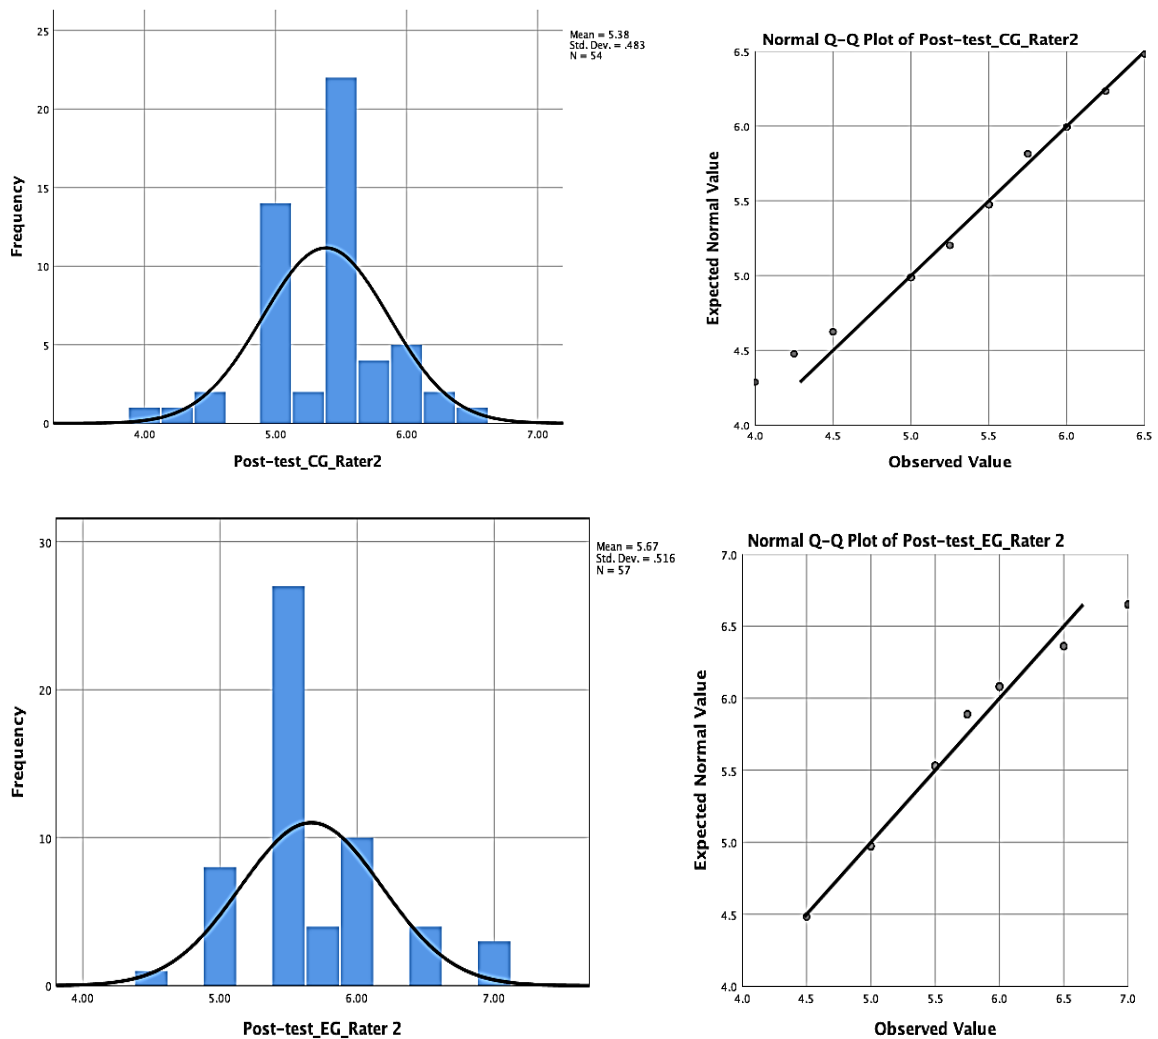 Mean = 5.38
Std. Dev. = .483
N = 54
25
20
15
10
5
0
Frequency
4.00 5.00 6.00 7.00
Post-test_CG_Rater2
Normal Q-Q Plot of Post-test_CG_Rater2
6.5
6.0
5.5
5.0
4.5
4.0
Expected Normal Value
4.0 4.5 5.0 5.5 6.0 6.5
Observed Value
Mean = 5.67
Std. Dev. = .516
N = 57
30
20
10
0
Frequency
4.00 5.00 6.00 7.00
Post-test_EG_Rater 2
Normal Q-Q Plot of Post-test_EG_Rater 2
7.0
6.5
6.0
5.5
5.0
4.5
4.0
Expected Normal Value
4.0 4.5 5.0 5.5 6.0 6.5 7.0
Observed Value